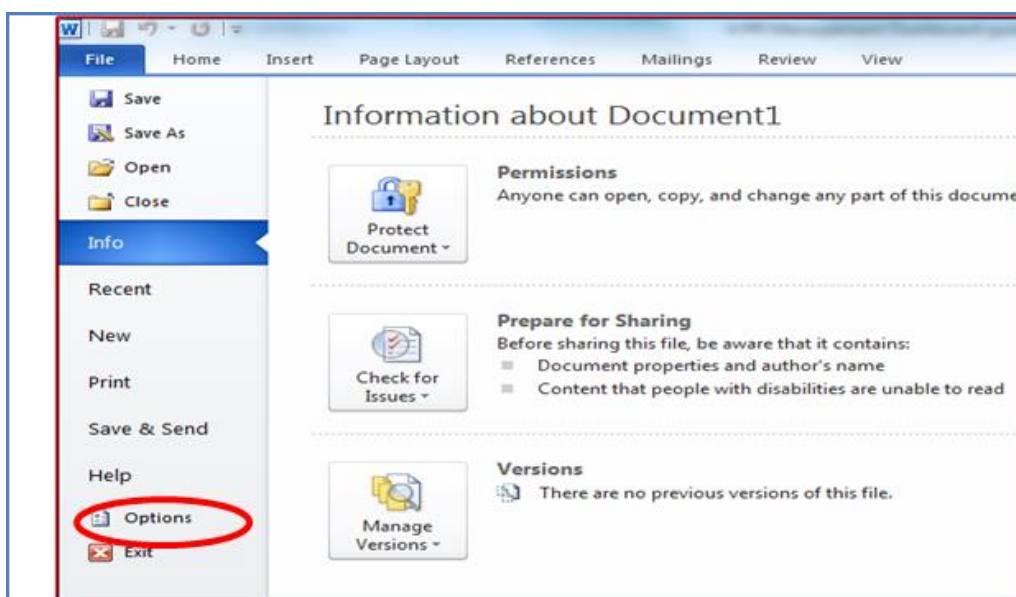 W
File Home Insert Page Layout References Mailings Review View
Save
Save As
Open
Close
Info
Recent
New
Print
Save & Send
Help
Options
Exit
Information about Document1
Protect
Document
Permissions
Anyone can open, copy, and change any part of this docume
Check for
Issues
Prepare for Sharing
Before sharing this file, be aware that it contains:
Document properties and author's name
Content that people with disabilities are unable to read
Manage
Versions
Versions
There are no previous versions of this file.